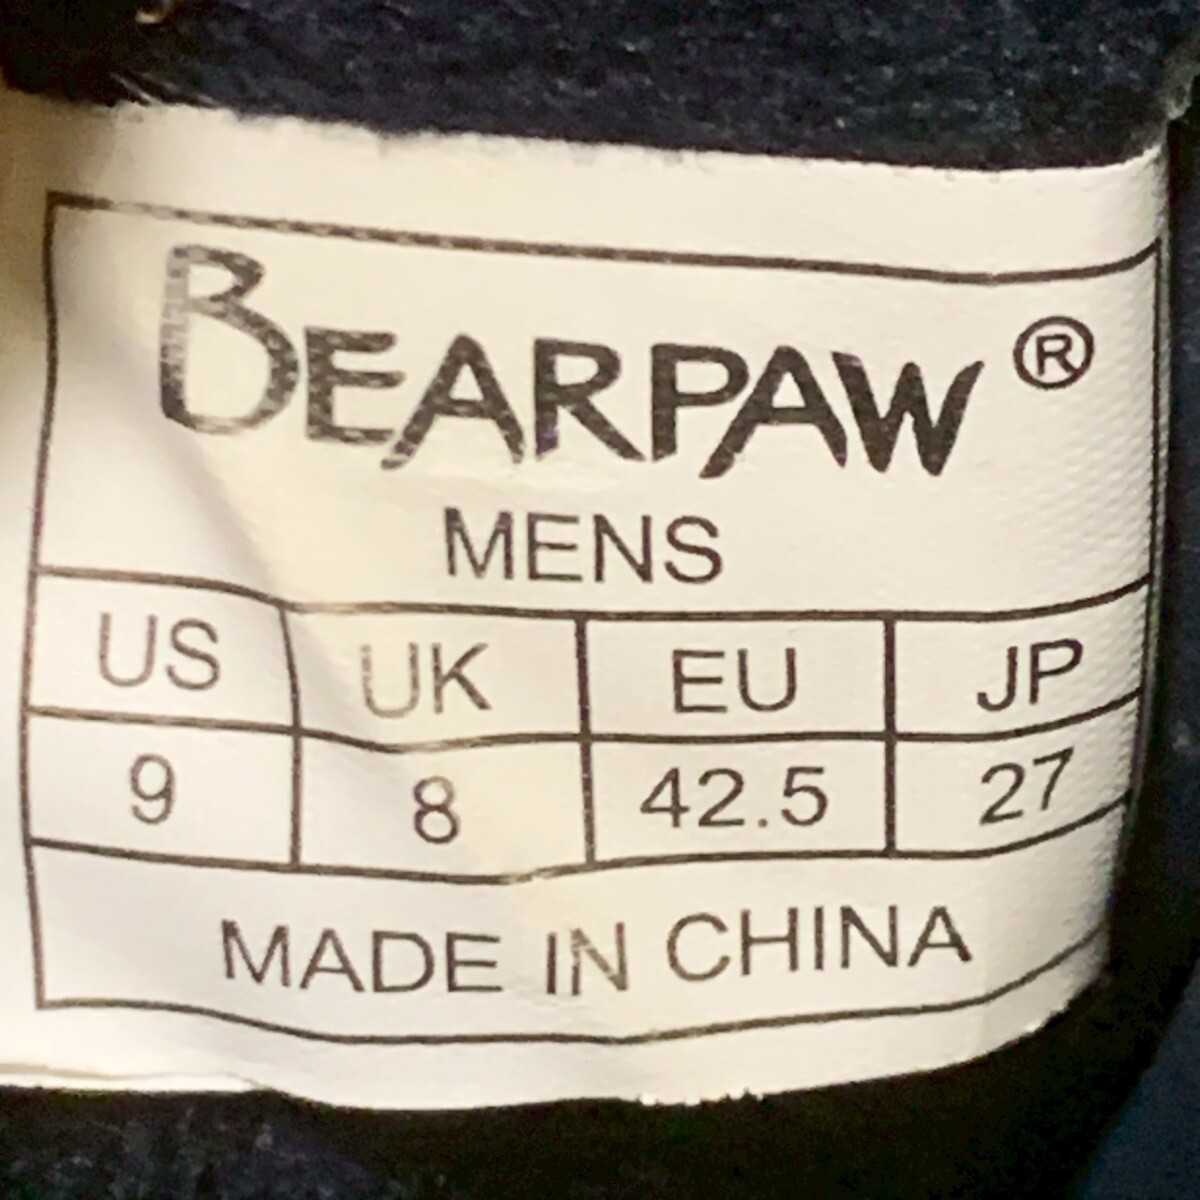 BEARPAW ®
MENS
US UK EU JP
9 8 42.5 27
MADE IN CHINA